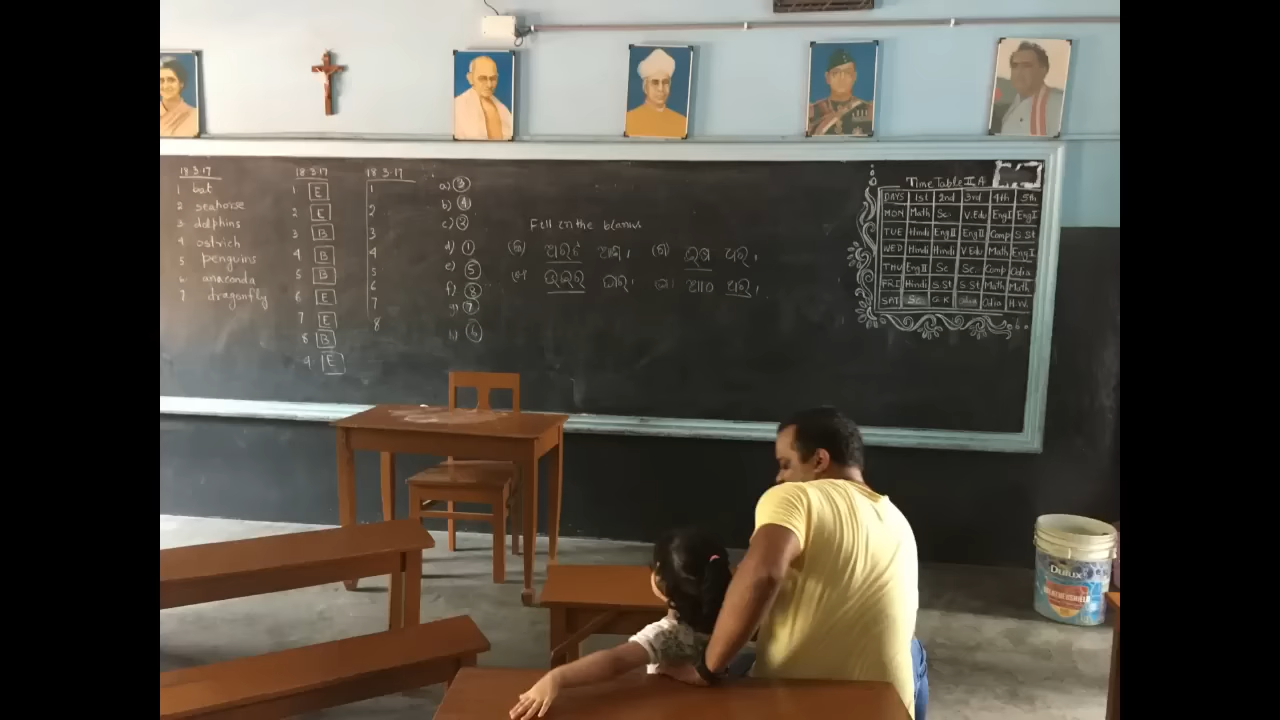 18.3.17
1 bat
2 seahorse
3 dolphins
4 ostrich
5 penguins
6 anaconda
7 dragonfly
18.3.17
1 E
2 E
3 B
4 B
5 B
6 E
7 E
8 B
9 E
18.3.17
1
2
3
4
5
6
7
8
a) 3
b) 4
c) 2
d) 1
e) 5
f) 8
g) 7
h) 6
Fill in the blanks
Time Table II A
DAYS 1st 2nd 3rd 4th 5th
MON Math Sc. V.Edu Eng I Eng I
TUE Hindi Eng II Eng II Comp S.St
WED Hindi Hindi V.Edu Math Eng I
THU Eng II Sc Sc. Comp Odia
FRI Hindi S.St S.St Math Math
SAT Sc G.K Odia Odia H.W.
Dulux